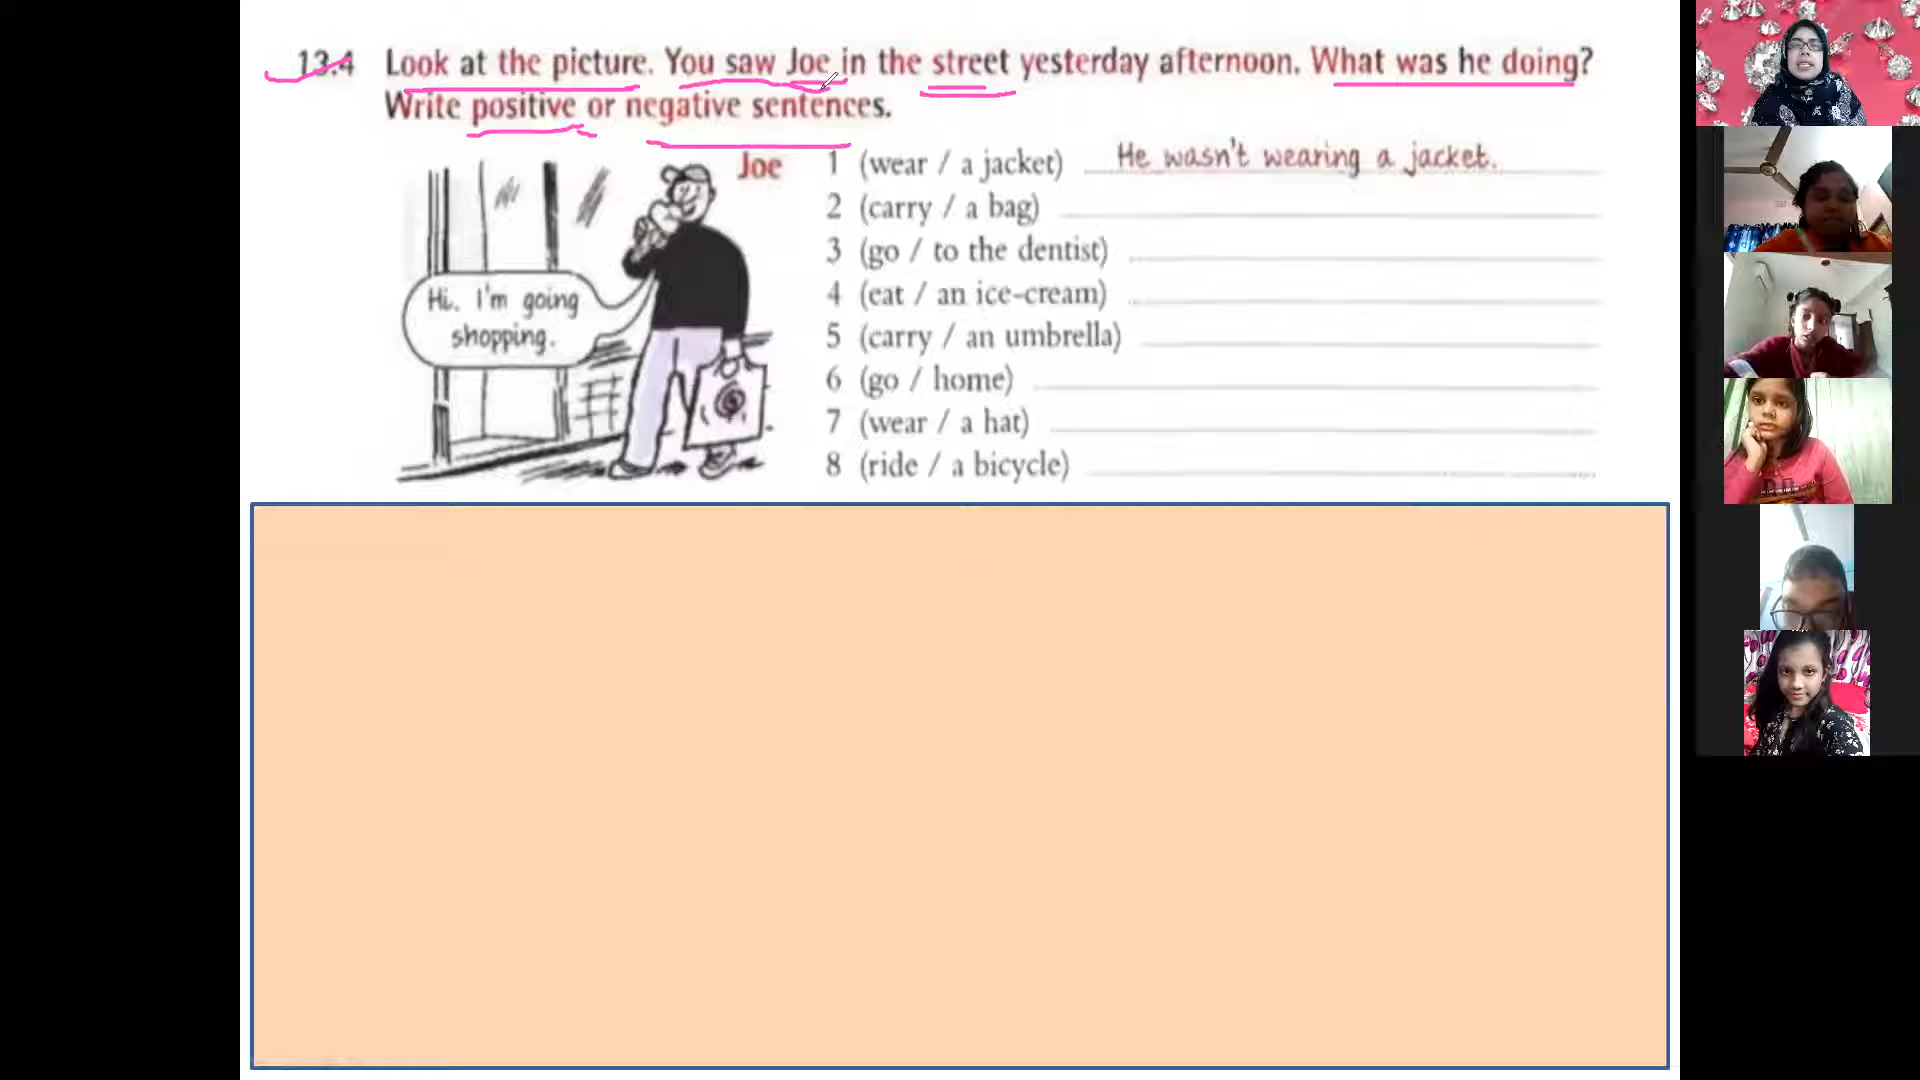 13.4 Look at the picture. You saw Joe in the street yesterday afternoon. What was he doing?
Write positive or negative sentences.
Joe
Hi. I'm going
shopping.
1 (wear / a jacket) He wasn't wearing a jacket.
2 (carry / a bag)
3 (go / to the dentist)
4 (eat / an ice-cream)
5 (carry / an umbrella)
6 (go / home)
7 (wear / a hat)
8 (ride / a bicycle)